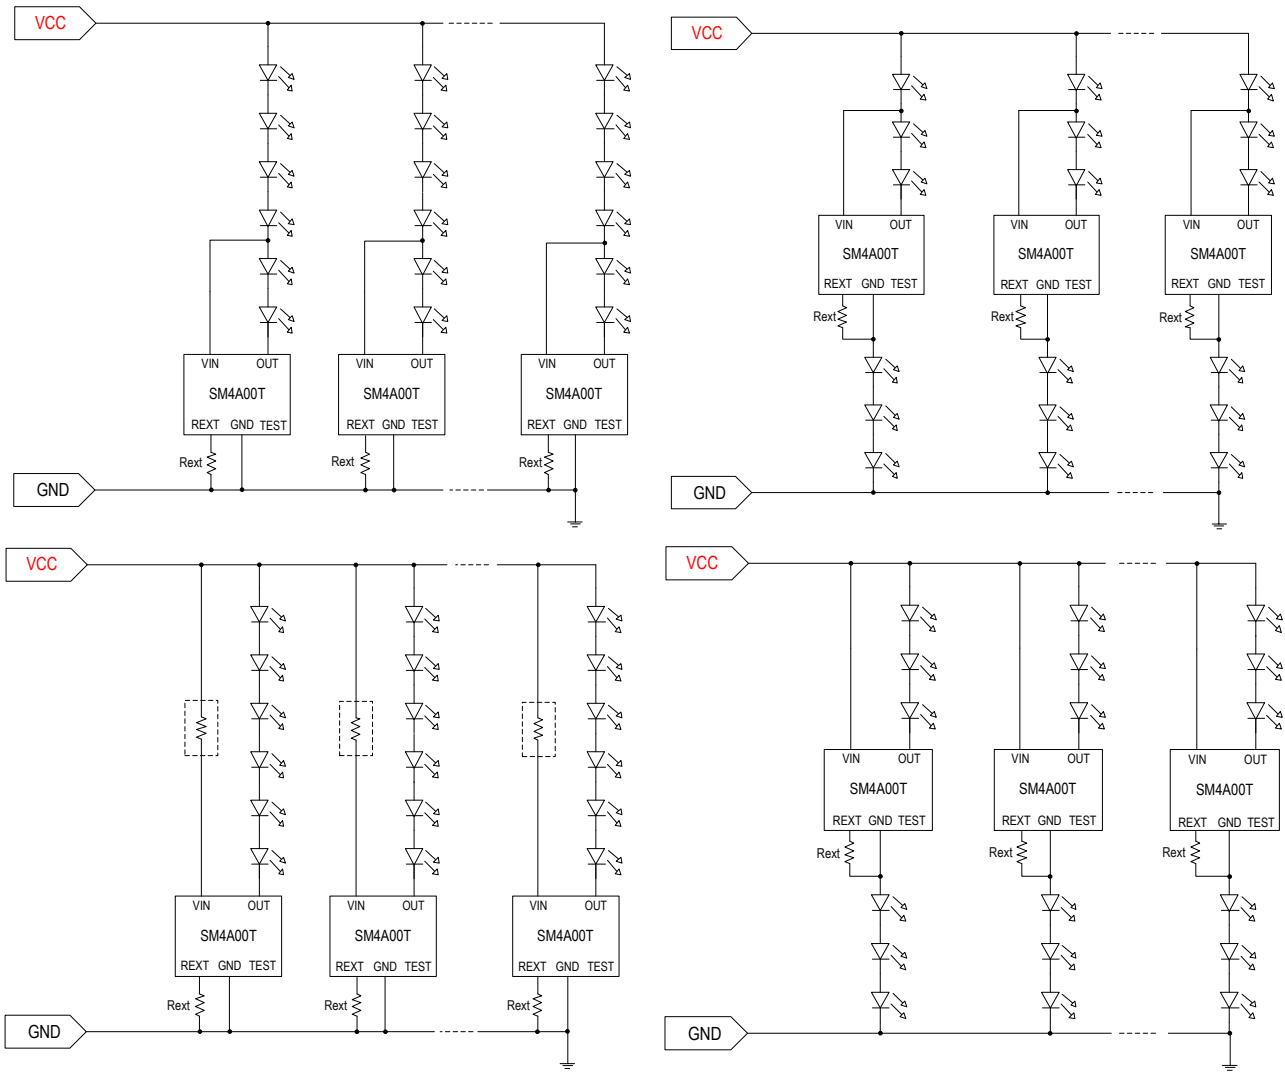 VCC
VIN OUT VIN OUT VIN OUT
SM4A00T SM4A00T SM4A00T
REXT GND TEST REXT GND TEST REXT GND TEST
Rext Rext Rext
GND
VCC
VIN OUT VIN OUT VIN OUT
SM4A00T SM4A00T SM4A00T
REXT GND TEST REXT GND TEST REXT GND TEST
Rext Rext Rext
GND
VCC
VIN OUT VIN OUT VIN OUT
SM4A00T SM4A00T SM4A00T
REXT GND TEST REXT GND TEST REXT GND TEST
Rext Rext Rext
GND
VCC
VIN OUT VIN OUT VIN OUT
SM4A00T SM4A00T SM4A00T
REXT GND TEST REXT GND TEST REXT GND TEST
Rext Rext Rext
GND